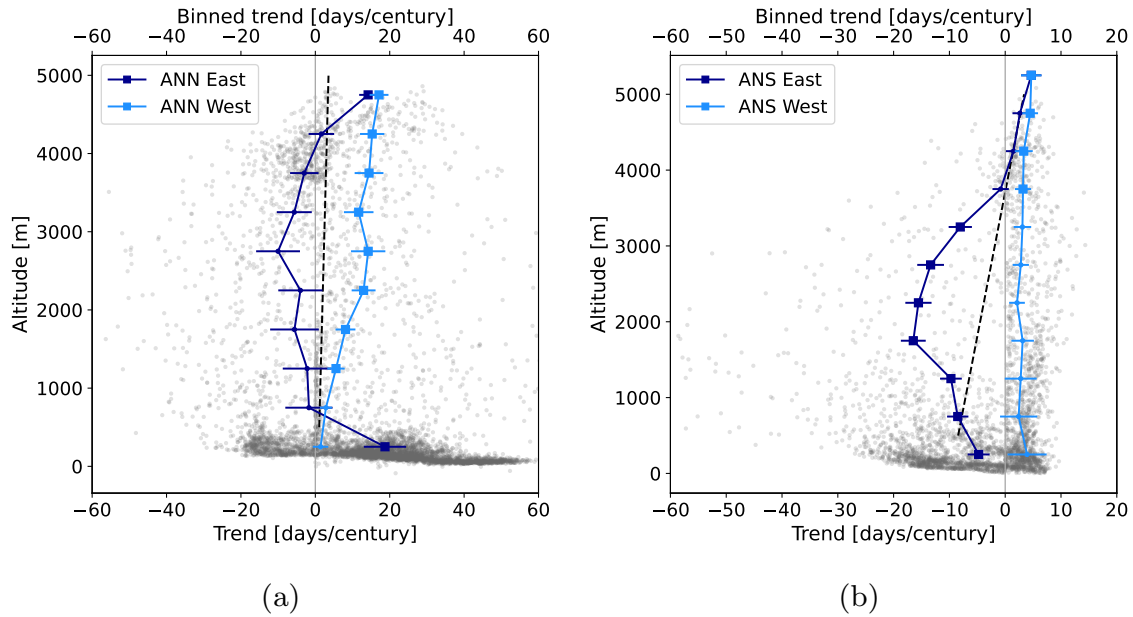 Binned trend [days/century]
−60 −40 −20 0 20 40 60
ANN East
ANN West
5000
4000
3000
2000
1000
0
Altitude [m]
−60 −40 −20 0 20 40 60
Trend [days/century]
(a)
Binned trend [days/century]
−60 −50 −40 −30 −20 −10 0 10 20
ANS East
ANS West
5000
4000
3000
2000
1000
0
Altitude [m]
−60 −50 −40 −30 −20 −10 0 10 20
Trend [days/century]
(b)